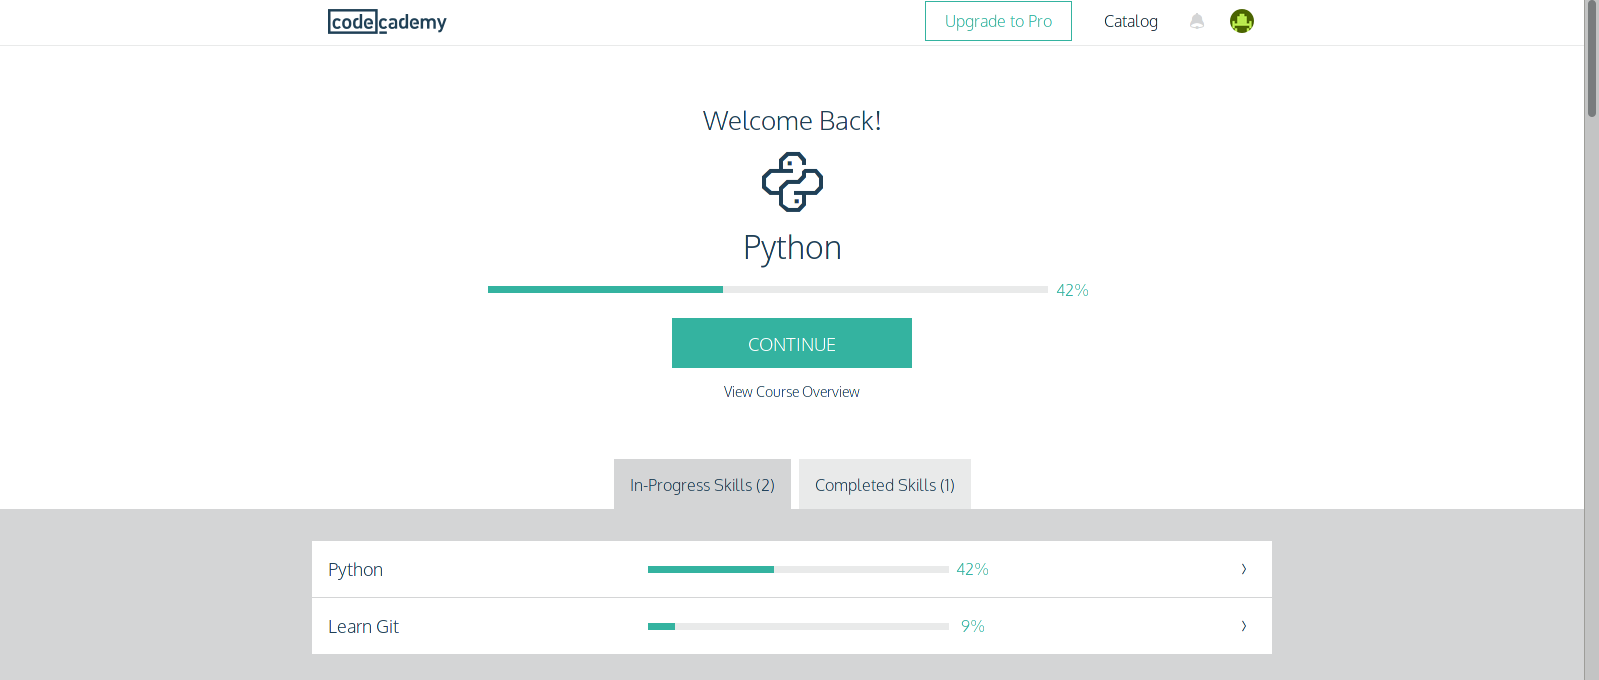 codecademy
Upgrade to Pro
Catalog
Welcome Back!
Python
42%
CONTINUE
View Course Overview
In-Progress Skills (2)
Completed Skills (1)
Python
42%
Learn Git
9%